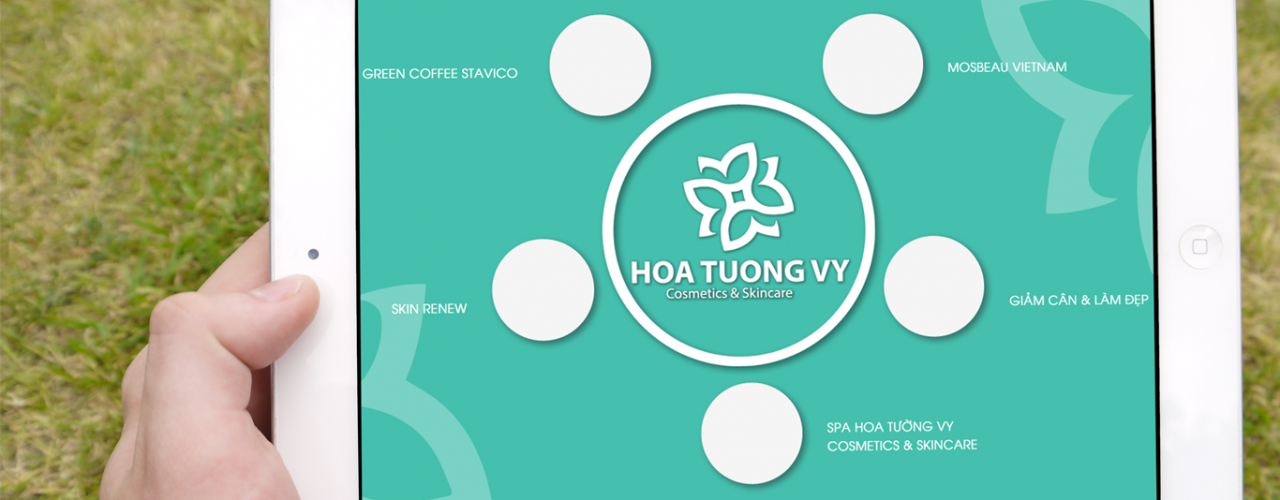 GREEN COFFEE STAVICO
MOSBEAU VIETNAM
HOA TUONG VY
Cosmetics & Skincare
SKIN RENEW
GIẢM CÂN & LÀM ĐẸP
SPA HOA TƯỜNG VY
COSMETICS & SKINCARE